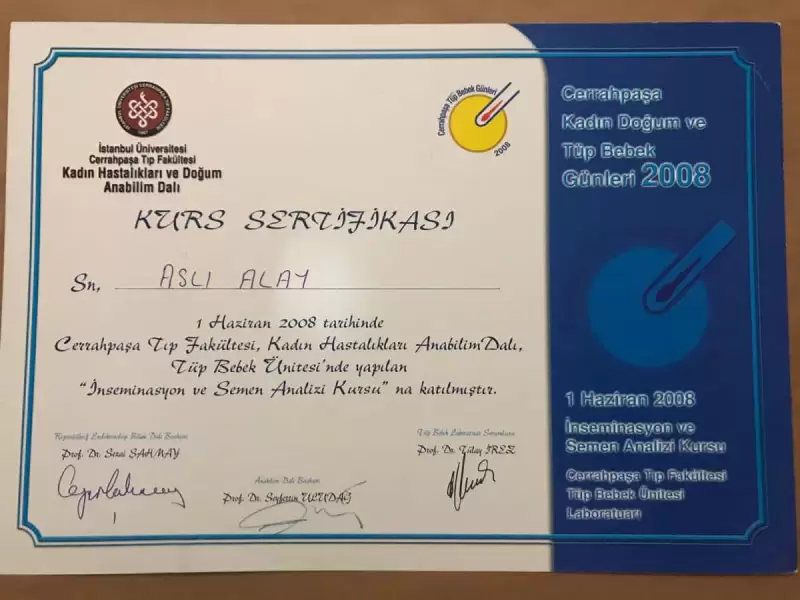 İstanbul Üniversitesi
Cerrahpaşa Tıp Fakültesi
Kadın Hastalıkları ve Doğum
Anabilim Dalı
Cerrahpaşa Tüp Bebek Günleri
2008
KURS SERTİFİKASI
Sn, ASLI ALAY
1 Haziran 2008 tarihinde
Cerrahpaşa Tıp Fakültesi, Kadın Hastalıkları Anabilim Dalı,
Tüp Bebek Ünitesi'nde yapılan
“İnseminasyon ve Semen Analizi Kursu” na katılmıştır.
Reprodüktif Endokrinoloji Bilim Dalı Başkanı
Prof. Dr. Sezai ŞAHMAY
Anabilim Dalı Başkanı
Prof. Dr. Seyfettin ULUDAĞ
Tüp Bebek Laboratuar Sorumlusu
Prof. Dr. Tülay İREZ
Cerrahpaşa
Kadın Doğum ve
Tüp Bebek
Günleri 2008
1 Haziran 2008
İnseminasyon ve
Semen Analizi Kursu
Cerrahpaşa Tıp Fakültesi
Tüp Bebek Ünitesi
Laboratuarı